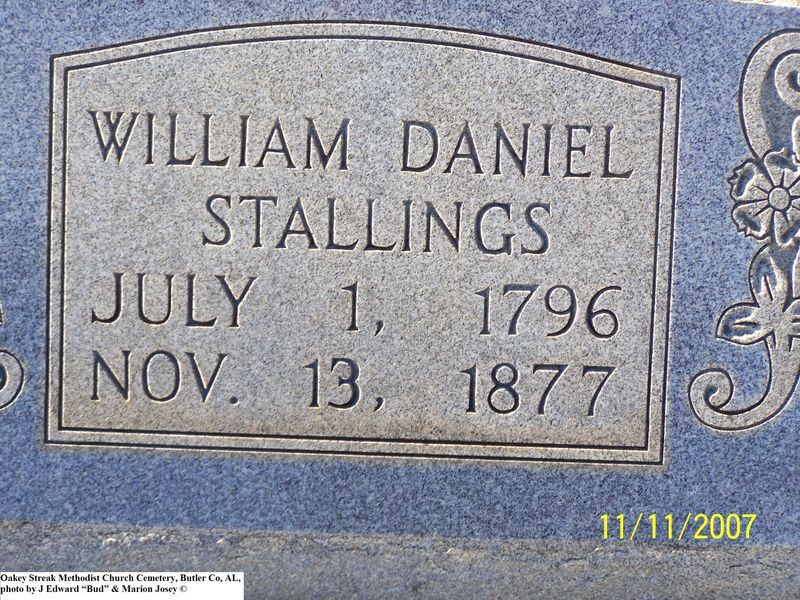 WILLIAM DANIEL
STALLINGS
JULY 1, 1796
NOV. 13, 1877
11/11/2007
Oakey Streak Methodist Church Cemetery, Butler Co, AL,
photo by J Edward “Bud” & Marion Josey ©